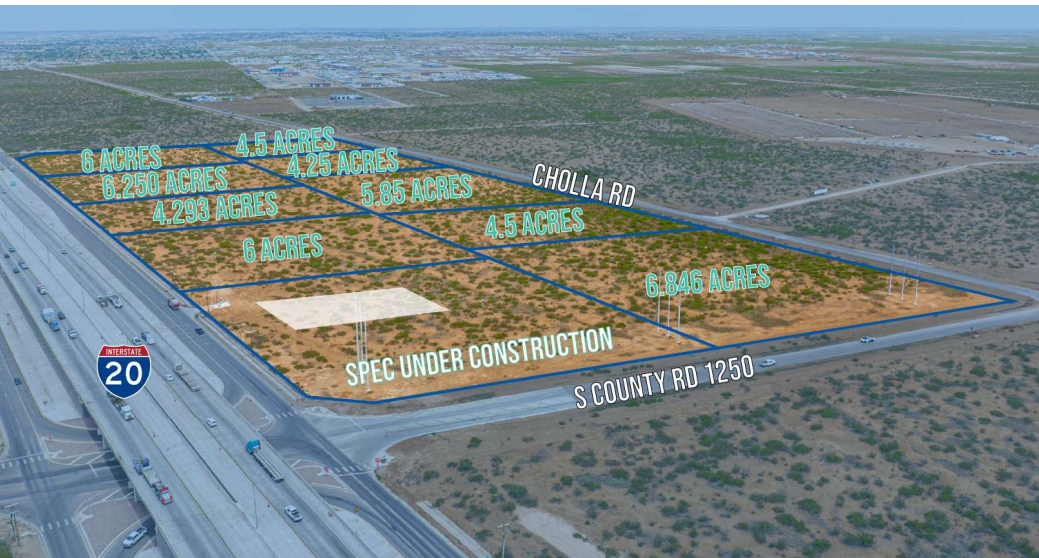 4.5 ACRES
6 ACRES
4.25 ACRES
6.250 ACRES
5.85 ACRES
CHOLLA RD
4.293 ACRES
4.5 ACRES
6 ACRES
6.846 ACRES
SPEC UNDER CONSTRUCTION
INTERSTATE
20
S COUNTY RD 1250